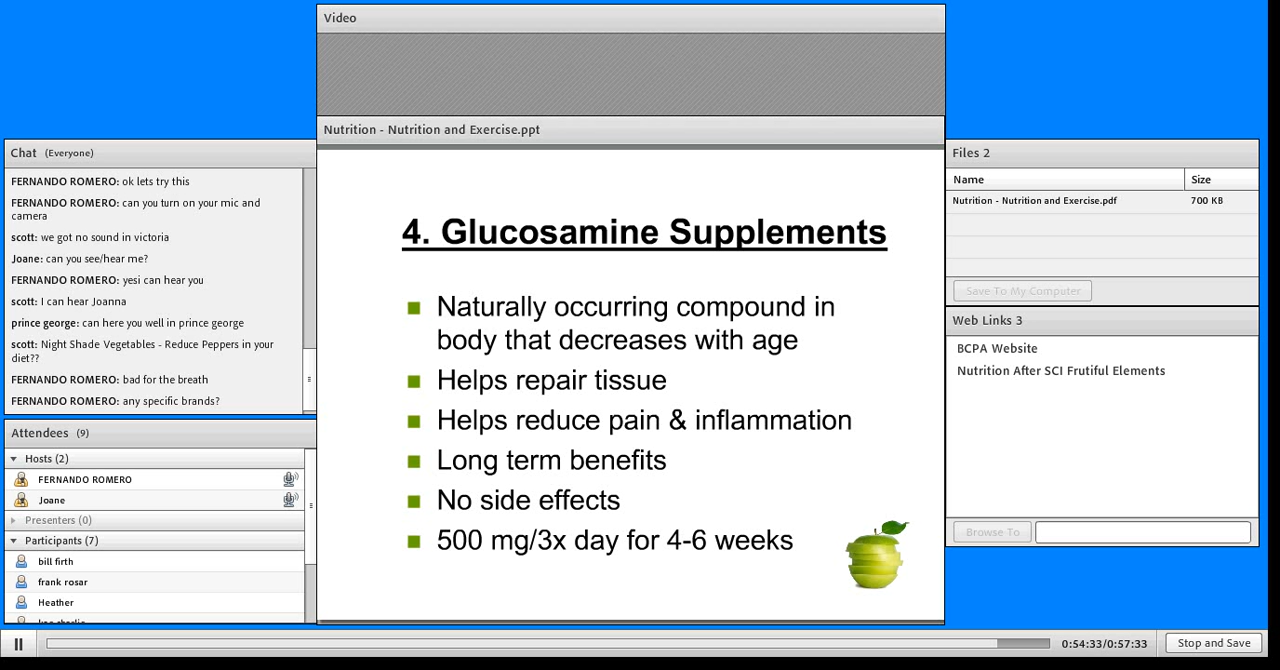 Video
Nutrition - Nutrition and Exercise.ppt
Chat (Everyone)
FERNANDO ROMERO: ok lets try this
FERNANDO ROMERO: can you turn on your mic and
camera
scott: we got no sound in victoria
Joane: can you see/hear me?
FERNANDO ROMERO: yesi can hear you
scott: I can hear Joanna
prince george: can here you well in prince george
scott: Night Shade Vegetables - Reduce Peppers in your
diet??
FERNANDO ROMERO: bad for the breath
FERNANDO ROMERO: any specific brands?
Attendees (9)
Hosts (2)
FERNANDO ROMERO
Joane
Presenters (0)
Participants (7)
bill firth
frank rosar
Heather
4. Glucosamine Supplements
Naturally occurring compound in
body that decreases with age
Helps repair tissue
Helps reduce pain & inflammation
Long term benefits
No side effects
500 mg/3x day for 4-6 weeks
Files 2
Name Size
Nutrition - Nutrition and Exercise.pdf 700 KB
Save To My Computer
Web Links 3
BCPA Website
Nutrition After SCI Frutiful Elements
Browse To
0:54:33/0:57:33
Stop and Save